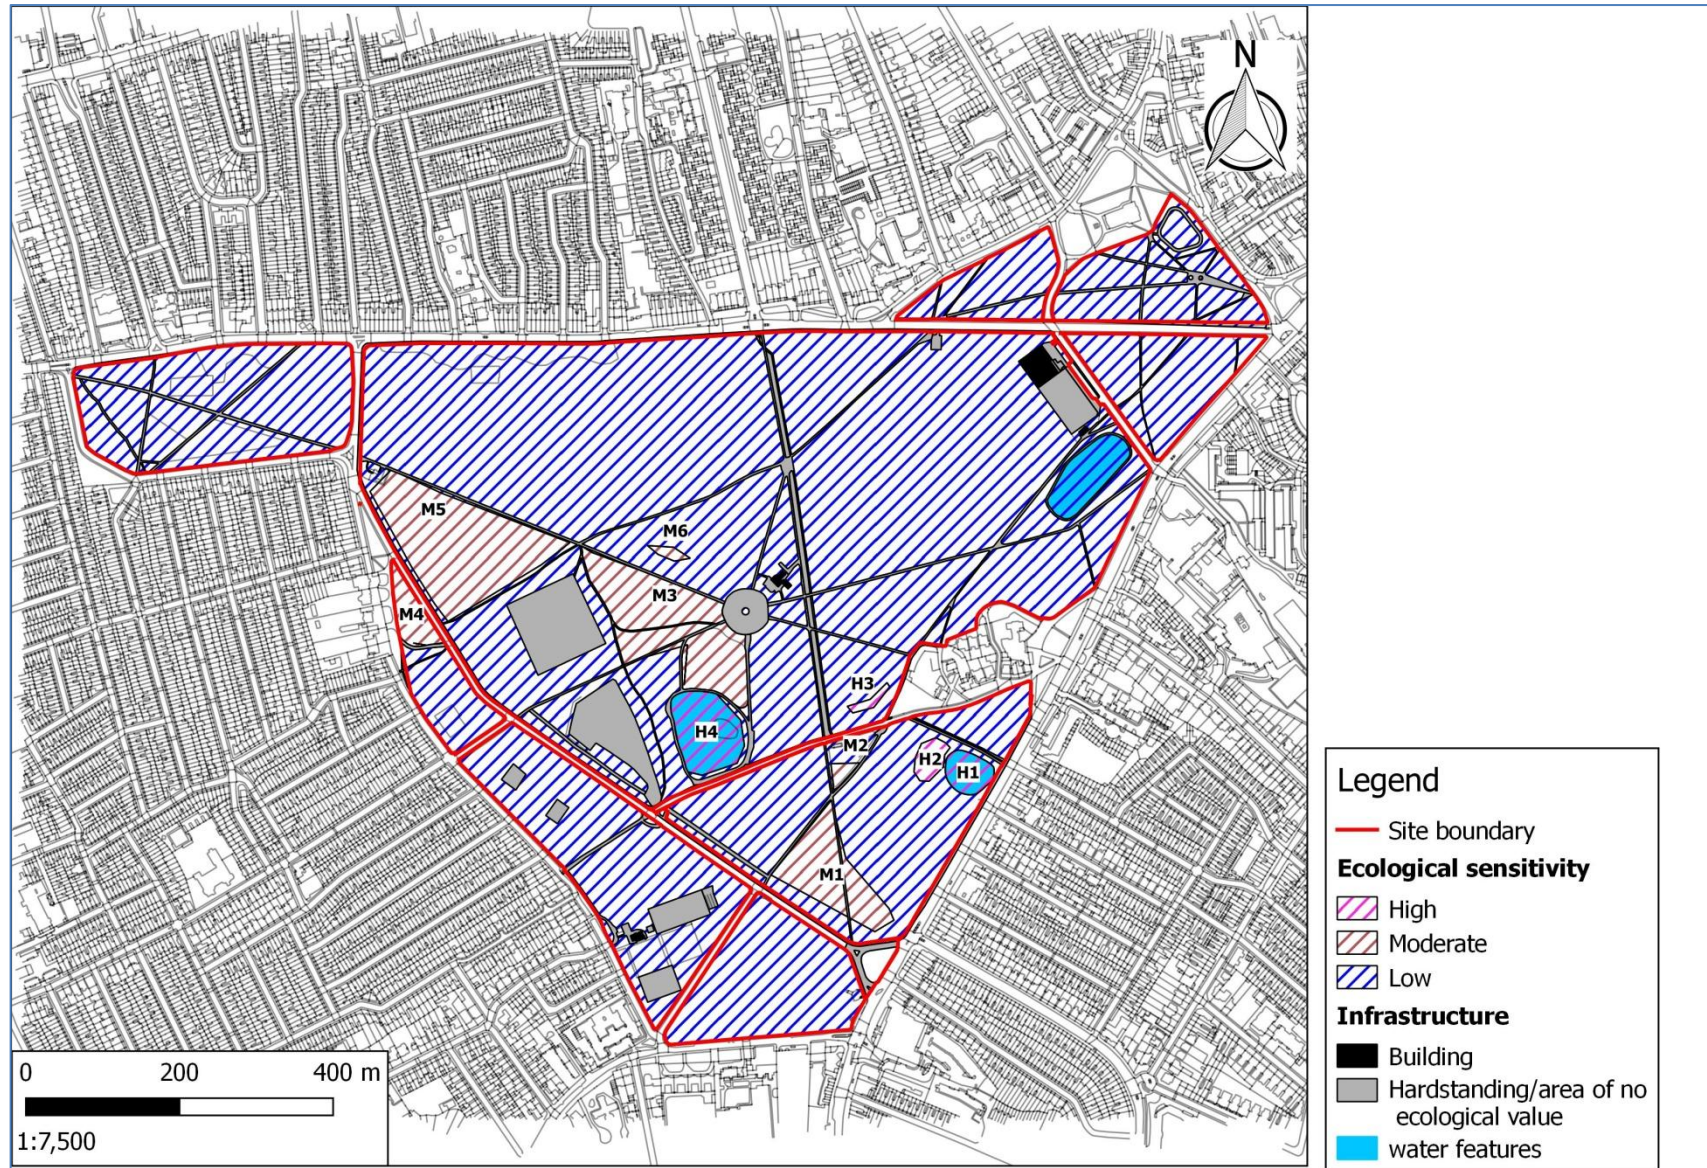 N
M5
M6
M3
M4
H3
H4
M2
H2
H1
M1
0 200 400 m
1:7,500
Legend
Site boundary
Ecological sensitivity
High
Moderate
Low
Infrastructure
Building
Hardstanding/area of no
ecological value
water features